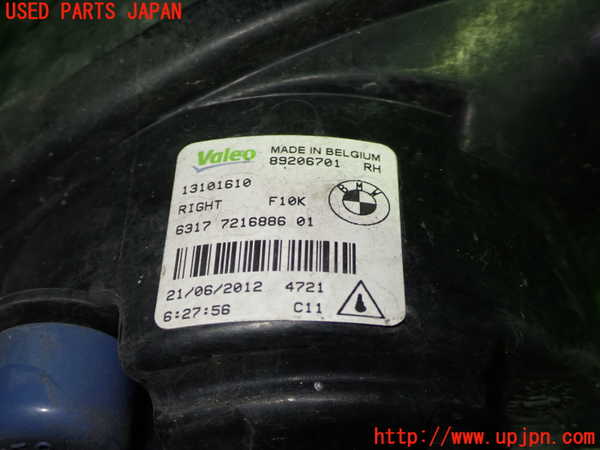 USED PARTS JAPAN
Valeo MADE IN BELGIUM
89206701 RH
13101610
RIGHT F10K
BMW
6317 7216886 01
21/06/2012 4721
6:27:56 C11
http://www.upjpn.com/